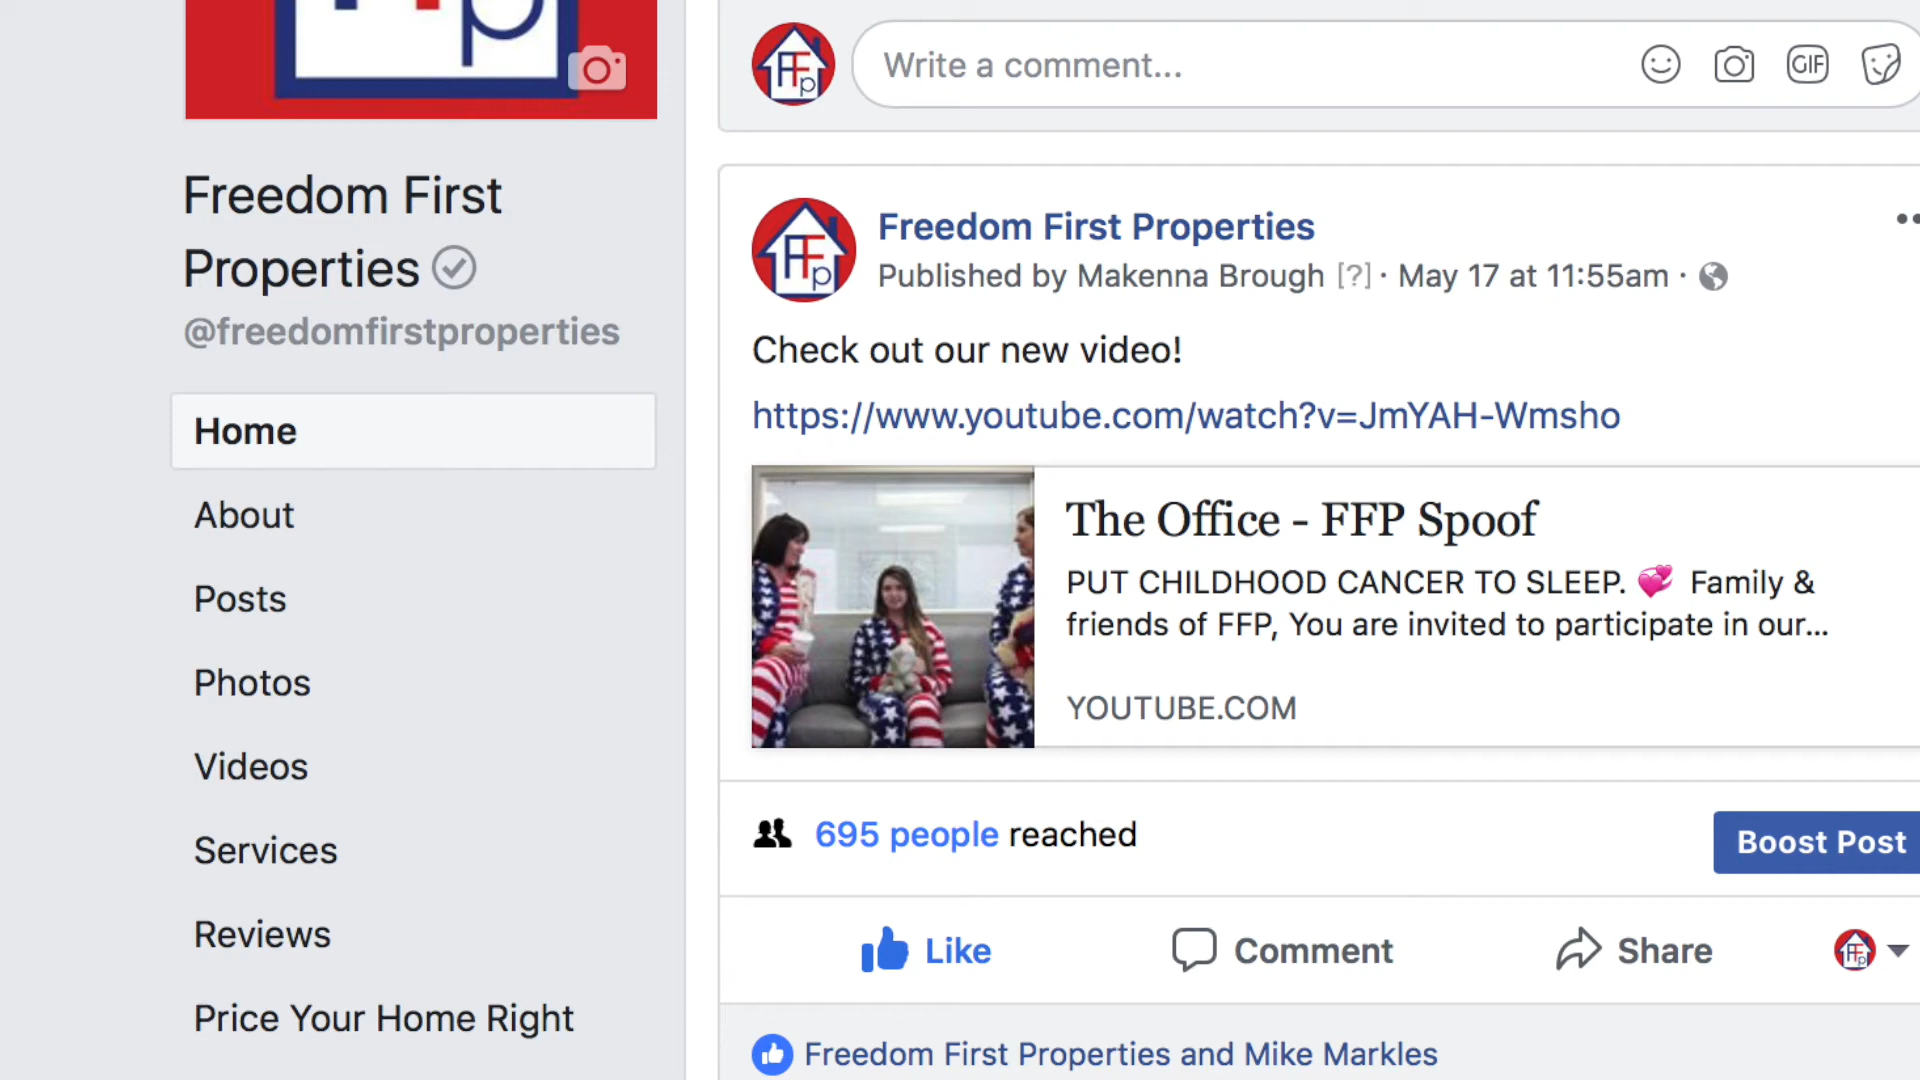 Freedom First
Properties
@freedomfirstproperties
Home
About
Posts
Photos
Videos
Services
Reviews
Price Your Home Right
FFp
Write a comment...
GIF
FFp
Freedom First Properties
Published by Makenna Brough [?] · May 17 at 11:55am ·
Check out our new video!
https://www.youtube.com/watch?v=JmYAH-Wmsho
The Office - FFP Spoof
PUT CHILDHOOD CANCER TO SLEEP. 💞 Family &
friends of FFP, You are invited to participate in our...
YOUTUBE.COM
695 people reached
Boost Post
Like
Comment
Share
FFp
Freedom First Properties and Mike Markles